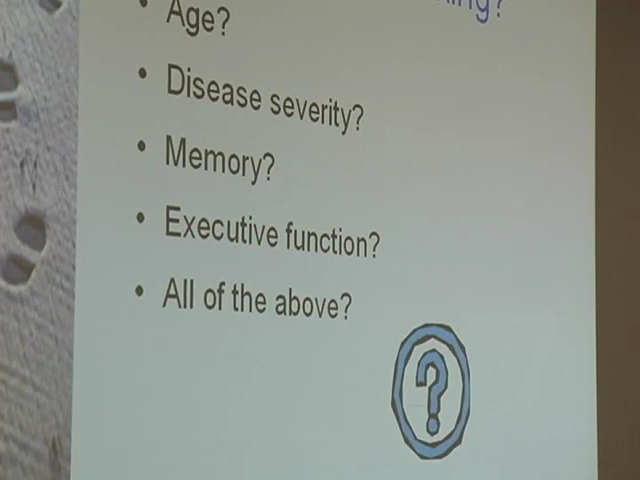 • Age?
• Disease severity?
• Memory?
• Executive function?
• All of the above?
?